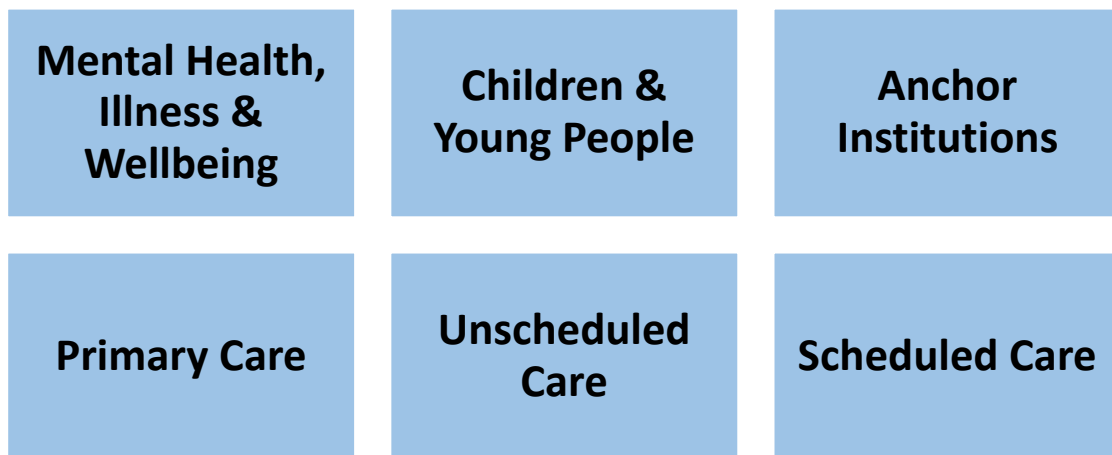 Mental Health,
Illness &
Wellbeing
Children &
Young People
Anchor
Institutions
Primary Care
Unscheduled
Care
Scheduled Care